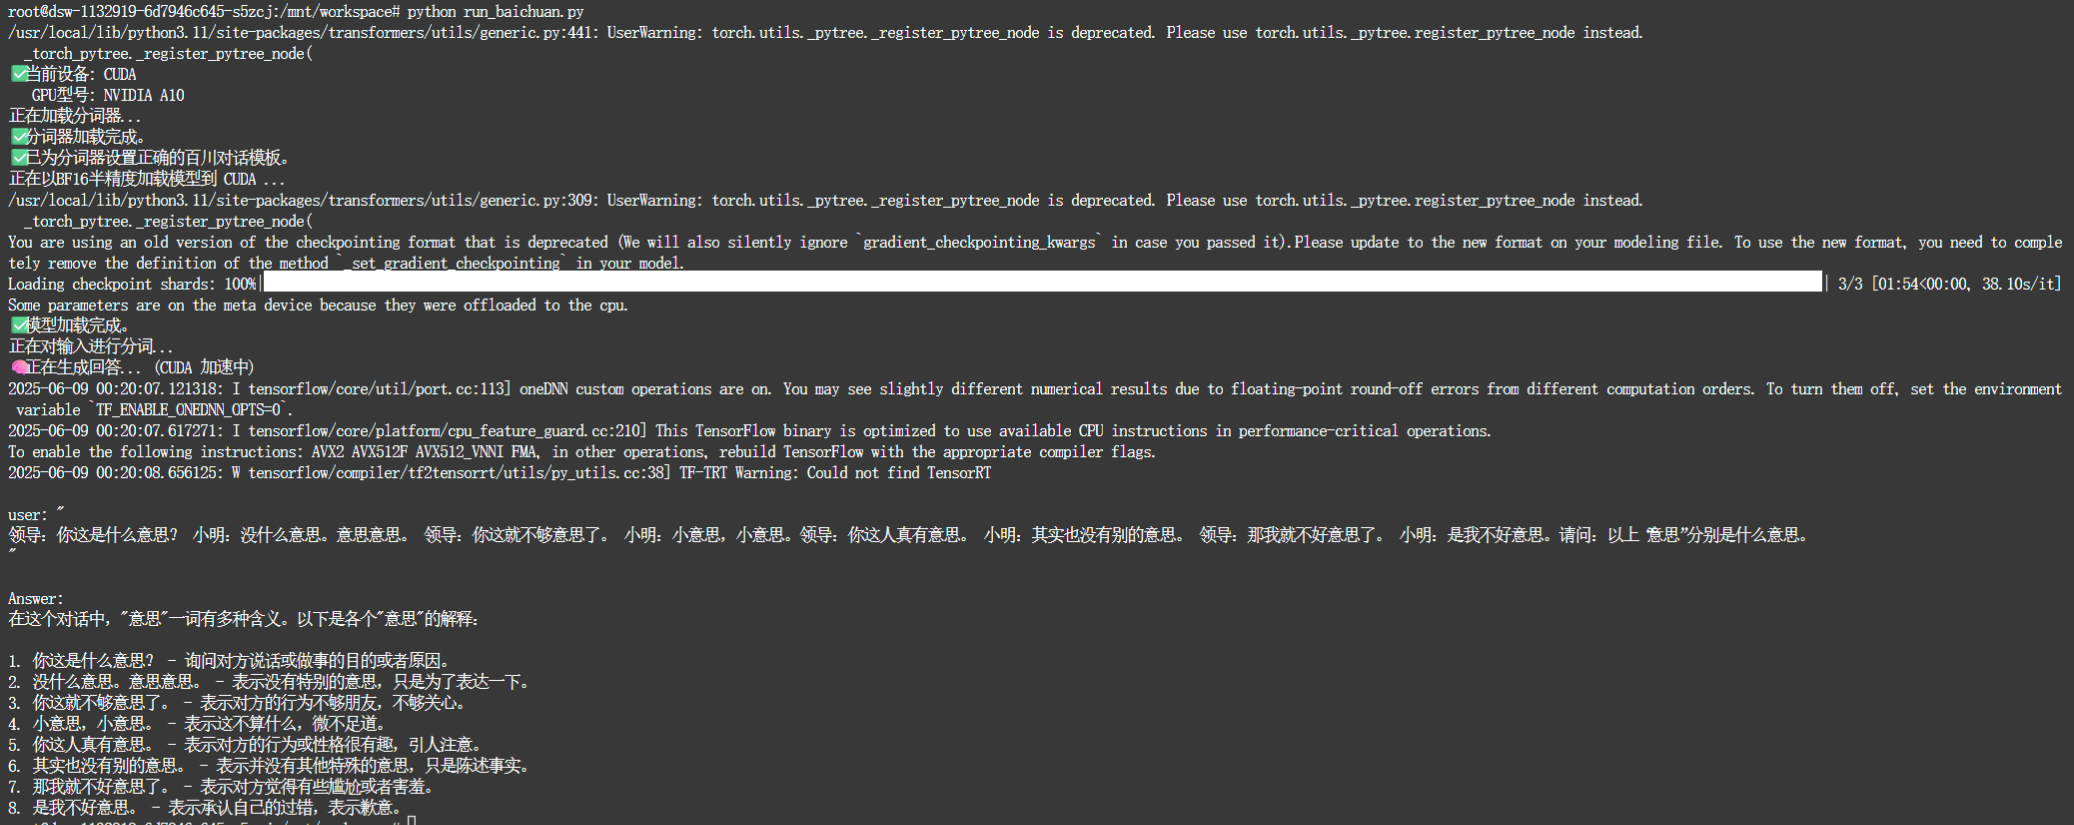 root@dsw-1132919-6d7946c645-s5zcj:/mnt/workspace# python run_baichuan.py
/usr/local/lib/python3.11/site-packages/transformers/utils/generic.py:441: UserWarning: torch.utils._pytree._register_pytree_node is deprecated. Please use torch.utils._pytree.register_pytree_node instead.
  _torch_pytree._register_pytree_node(
✅当前设备: CUDA
   GPU型号: NVIDIA A10
正在加载分词器...
✅分词器加载完成。
✅已为分词器设置正确的百川对话模板。
正在以BF16半精度加载模型到 CUDA ...
/usr/local/lib/python3.11/site-packages/transformers/utils/generic.py:309: UserWarning: torch.utils._pytree._register_pytree_node is deprecated. Please use torch.utils._pytree.register_pytree_node instead.
  _torch_pytree._register_pytree_node(
You are using an old version of the checkpointing format that is deprecated (We will also silently ignore `gradient_checkpointing_kwargs` in case you passed it).Please update to the new format on your modeling file. To use the new format, you need to comple
tely remove the definition of the method `_set_gradient_checkpointing` in your model.
Loading checkpoint shards: 100%| | 3/3 [01:54<00:00, 38.10s/it]
Some parameters are on the meta device because they were offloaded to the cpu.
✅模型加载完成。
正在对输入进行分词...
🧠正在生成回答... (CUDA 加速中)
2025-06-09 00:20:07.121318: I tensorflow/core/util/port.cc:113] oneDNN custom operations are on. You may see slightly different numerical results due to floating-point round-off errors from different computation orders. To turn them off, set the environment
 variable `TF_ENABLE_ONEDNN_OPTS=0`.
2025-06-09 00:20:07.617271: I tensorflow/core/platform/cpu_feature_guard.cc:210] This TensorFlow binary is optimized to use available CPU instructions in performance-critical operations.
To enable the following instructions: AVX2 AVX512F AVX512_VNNI FMA, in other operations, rebuild TensorFlow with the appropriate compiler flags.
2025-06-09 00:20:08.656125: W tensorflow/compiler/tf2tensorrt/utils/py_utils.cc:38] TF-TRT Warning: Could not find TensorRT
user: "
领导: 你这是什么意思? 小明: 没什么意思。意思意思。 领导: 你这就不够意思了。 小明: 小意思, 小意思。领导: 你这人真有意思。 小明: 其实也没有别的意思。 领导: 那我就不好意思了。 小明: 是我不好意思。请问: 以上“意思”分别是什么意思。
"
Answer:
在这个对话中, "意思"一词有多种含义。以下是各个"意思"的解释:
1. 你这是什么意思? - 询问对方说话或做事的目的或者原因。
2. 没什么意思。意思意思。 - 表示没有特别的意思, 只是为了表达一下。
3. 你这就不够意思了。 - 表示对方的行为不够朋友, 不够关心。
4. 小意思, 小意思。 - 表示这不算什么, 微不足道。
5. 你这人真有意思。 - 表示对方的行为或性格很有趣, 引人注意。
6. 其实也没有别的意思。 - 表示并没有其他特殊的意思, 只是陈述事实。
7. 那我就不好意思了。 - 表示对方觉得有些尴尬或者害羞。
8. 是我不好意思。 - 表示承认自己的过错, 表示歉意。